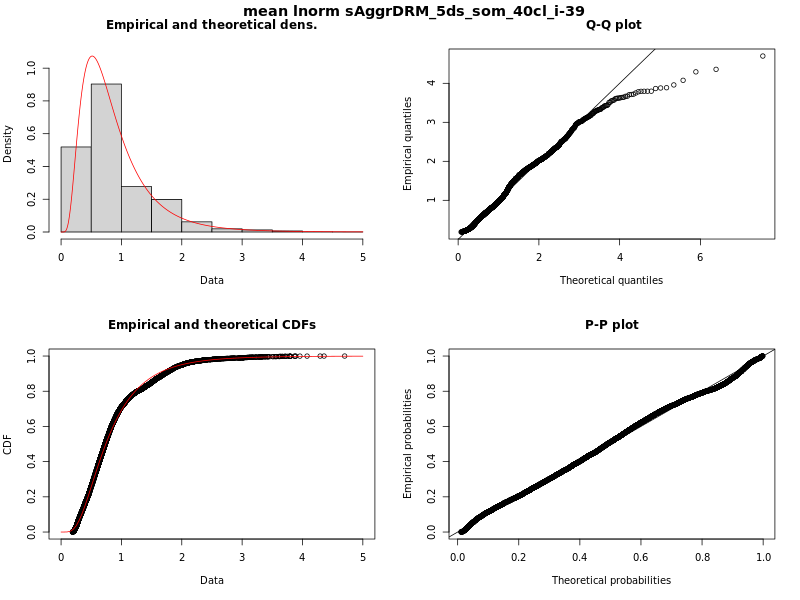 mean lnorm sAggrDRM_5ds_som_40cl_i-39
Empirical and theoretical dens.
Density
0.0 0.2 0.4 0.6 0.8 1.0
0 1 2 3 4 5
Data
Q-Q plot
Empirical quantiles
1 2 3 4
0 2 4 6
Theoretical quantiles
Empirical and theoretical CDFs
CDF
0.0 0.2 0.4 0.6 0.8 1.0
0 1 2 3 4 5
Data
P-P plot
Empirical probabilities
0.0 0.2 0.4 0.6 0.8 1.0
0.0 0.2 0.4 0.6 0.8 1.0
Theoretical probabilities